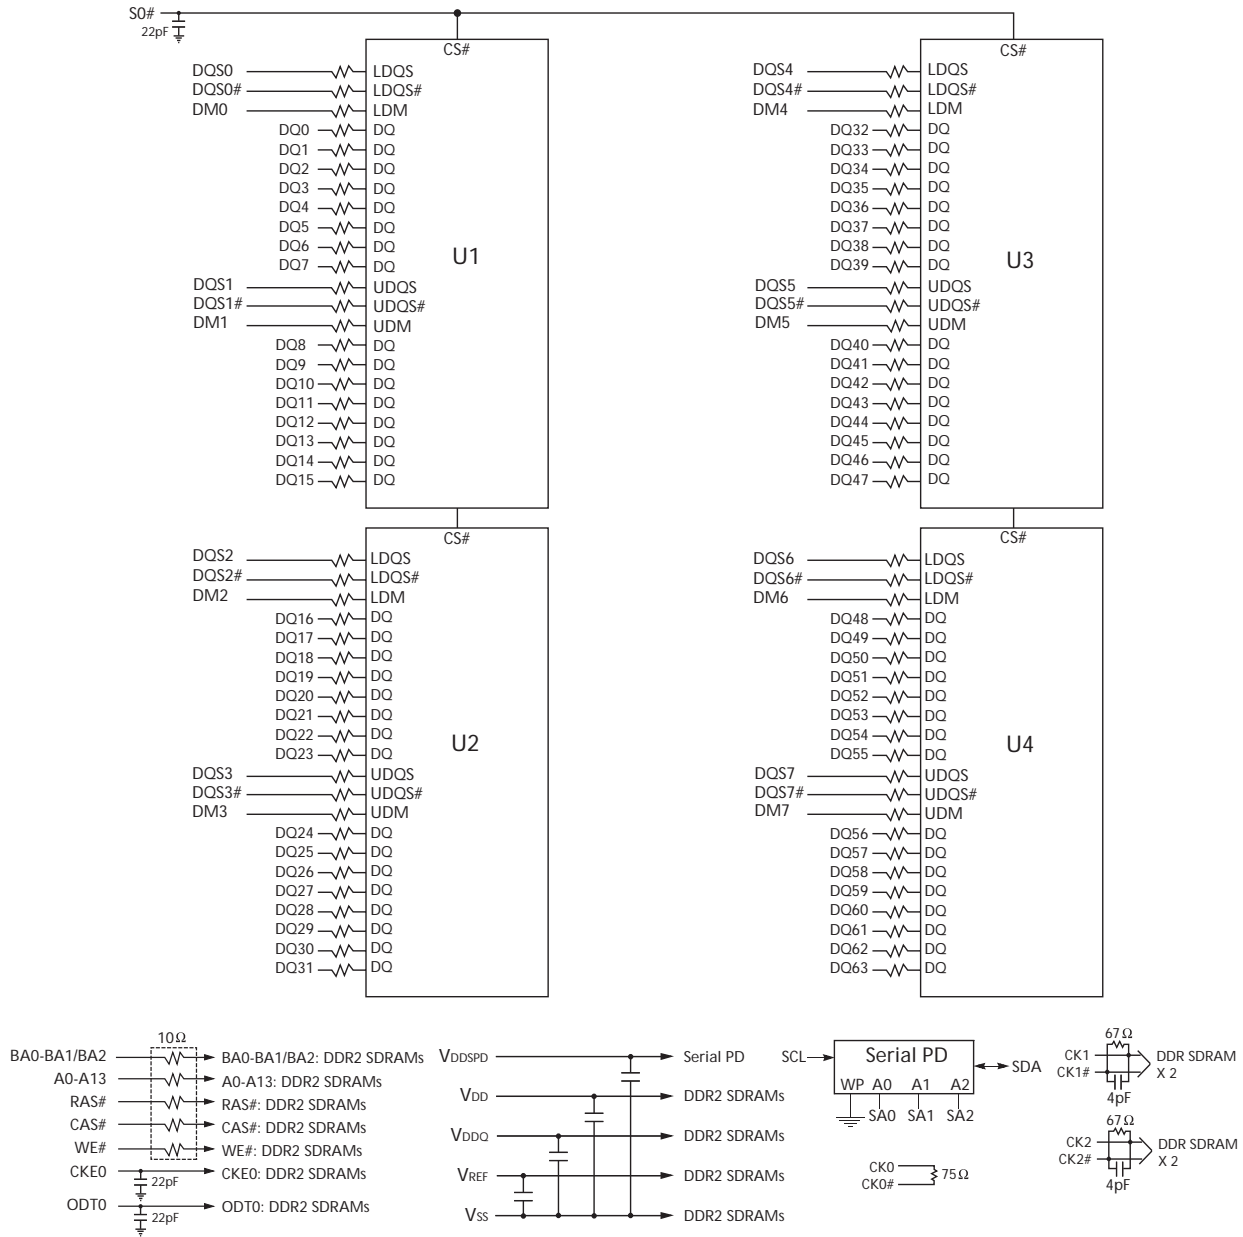 S0#
22pF
CS#
DQS0 LDQS
DQS0# LDQS#
DM0 LDM
DQ0 DQ
DQ1 DQ
DQ2 DQ
DQ3 DQ
DQ4 DQ
DQ5 DQ
DQ6 DQ
DQ7 DQ
U1
DQS1 UDQS
DQS1# UDQS#
DM1 UDM
DQ8 DQ
DQ9 DQ
DQ10 DQ
DQ11 DQ
DQ12 DQ
DQ13 DQ
DQ14 DQ
DQ15 DQ
CS#
DQS2 LDQS
DQS2# LDQS#
DM2 LDM
DQ16 DQ
DQ17 DQ
DQ18 DQ
DQ19 DQ
DQ20 DQ
DQ21 DQ
DQ22 DQ
DQ23 DQ
U2
DQS3 UDQS
DQS3# UDQS#
DM3 UDM
DQ24 DQ
DQ25 DQ
DQ26 DQ
DQ27 DQ
DQ28 DQ
DQ29 DQ
DQ30 DQ
DQ31 DQ
CS#
DQS4 LDQS
DQS4# LDQS#
DM4 LDM
DQ32 DQ
DQ33 DQ
DQ34 DQ
DQ35 DQ
DQ36 DQ
DQ37 DQ
DQ38 DQ
DQ39 DQ
U3
DQS5 UDQS
DQS5# UDQS#
DM5 UDM
DQ40 DQ
DQ41 DQ
DQ42 DQ
DQ43 DQ
DQ44 DQ
DQ45 DQ
DQ46 DQ
DQ47 DQ
CS#
DQS6 LDQS
DQS6# LDQS#
DM6 LDM
DQ48 DQ
DQ49 DQ
DQ50 DQ
DQ51 DQ
DQ52 DQ
DQ53 DQ
DQ54 DQ
DQ55 DQ
U4
DQS7 UDQS
DQS7# UDQS#
DM7 UDM
DQ56 DQ
DQ57 DQ
DQ58 DQ
DQ59 DQ
DQ60 DQ
DQ61 DQ
DQ62 DQ
DQ63 DQ
10Ω
BA0-BA1/BA2 BA0-BA1/BA2: DDR2 SDRAMs
A0-A13 A0-A13: DDR2 SDRAMs
RAS# RAS#: DDR2 SDRAMs
CAS# CAS#: DDR2 SDRAMs
WE# WE#: DDR2 SDRAMs
CKE0 CKE0: DDR2 SDRAMs
22pF
ODT0 ODT0: DDR2 SDRAMs
22pF
VDDSPD Serial PD
VDD DDR2 SDRAMs
VDDQ DDR2 SDRAMs
VREF DDR2 SDRAMs
VSS DDR2 SDRAMs
SCL Serial PD SDA
WP A0 A1 A2
SA0 SA1 SA2
CK0
75Ω
CK0#
67Ω
CK1 DDR SDRAM
CK1# X 2
4pF
67Ω
CK2 DDR SDRAM
CK2# X 2
4pF